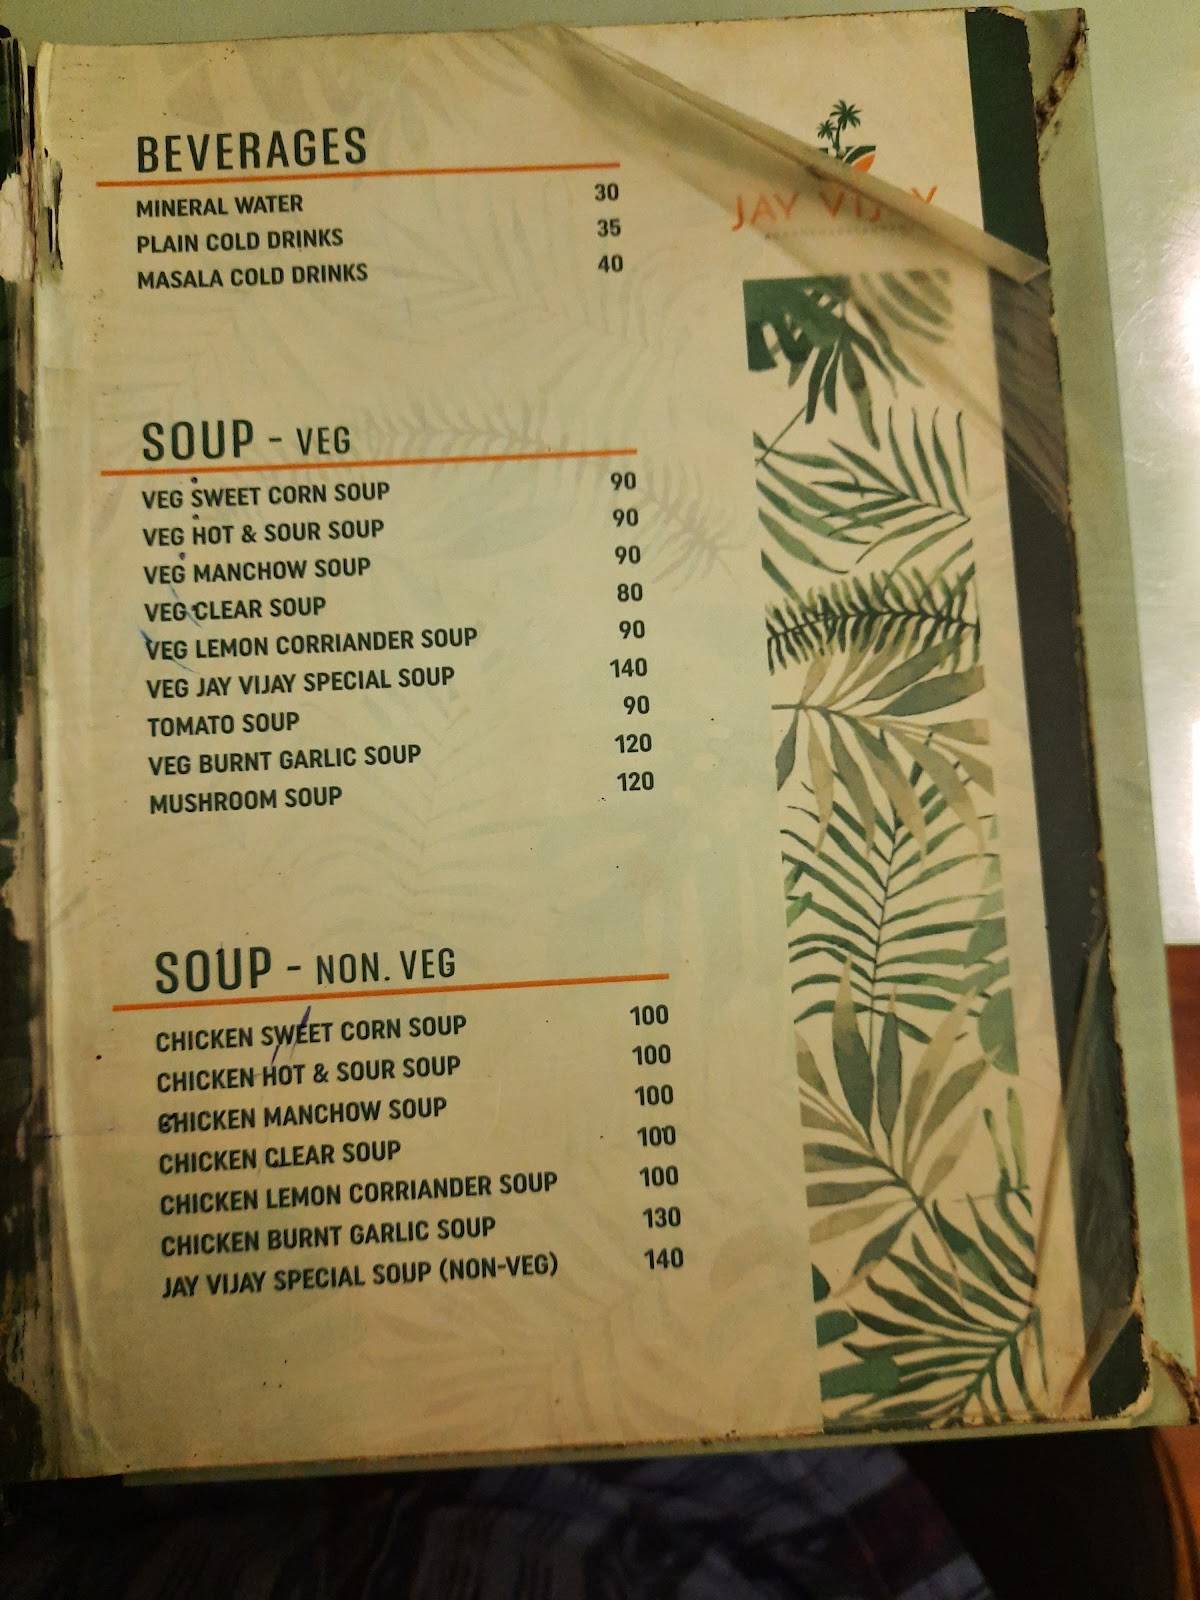 JAY VIJAY
BEVERAGES
MINERAL WATER 30
PLAIN COLD DRINKS 35
MASALA COLD DRINKS 40
SOUP - VEG
VEG SWEET CORN SOUP 90
VEG HOT & SOUR SOUP 90
VEG MANCHOW SOUP 90
VEG CLEAR SOUP 80
VEG LEMON CORRIANDER SOUP 90
VEG JAY VIJAY SPECIAL SOUP 140
TOMATO SOUP 90
VEG BURNT GARLIC SOUP 120
MUSHROOM SOUP 120
SOUP - NON. VEG
CHICKEN SWEET CORN SOUP 100
CHICKEN HOT & SOUR SOUP 100
CHICKEN MANCHOW SOUP 100
CHICKEN CLEAR SOUP 100
CHICKEN LEMON CORRIANDER SOUP 100
CHICKEN BURNT GARLIC SOUP 130
JAY VIJAY SPECIAL SOUP (NON-VEG) 140